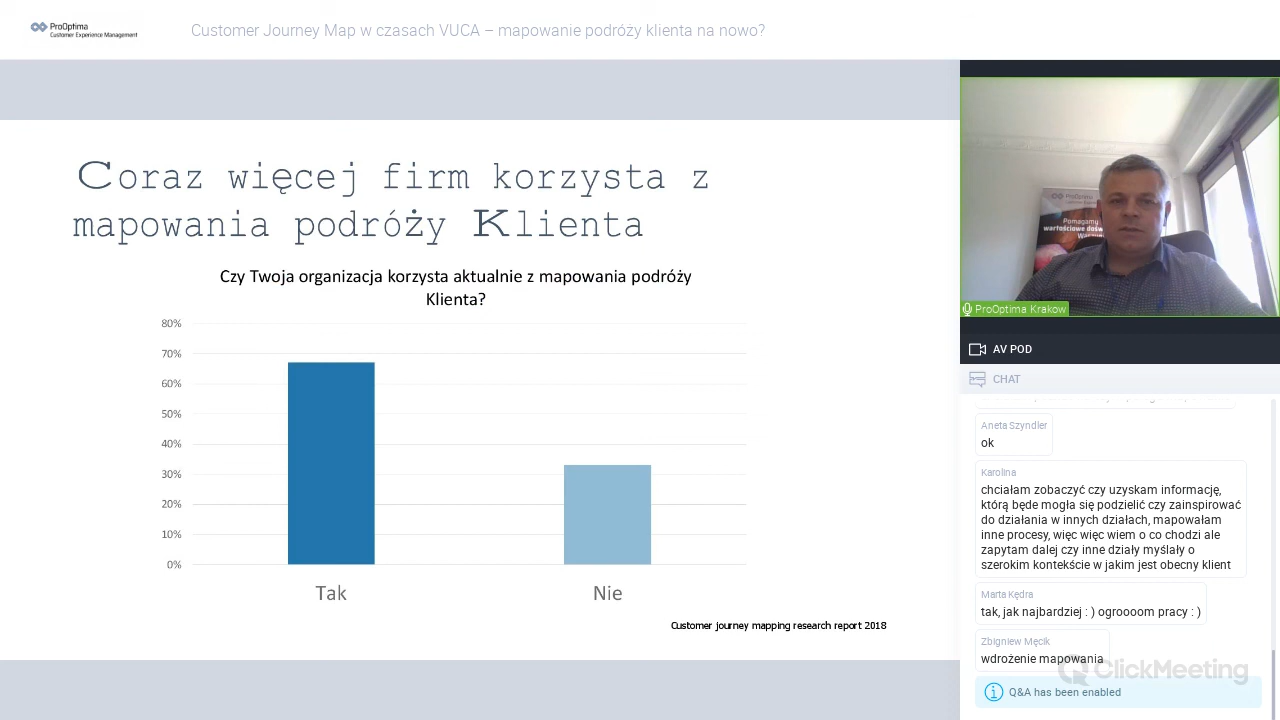 ProOptima
Customer Experience Management
Customer Journey Map w czasach VUCA – mapowanie podróży klienta na nowo?
Coraz więcej firm korzysta z
mapowania podróży Klienta
Czy Twoja organizacja korzysta aktualnie z mapowania podróży
Klienta?
80%
70%
60%
50%
40%
30%
20%
10%
0%
Tak
Nie
Customer journey mapping research report 2018
ProOptima
Pomagamy
wartościowe
ProOptima Krakow
AV POD
CHAT
Aneta Szyndler
ok
Karolina
chciałam zobaczyć czy uzyskam informację,
którą będe mogła się podzielić czy zainspirować
do działania w innych działach, mapowałam
inne procesy, więc więc wiem o co chodzi ale
zapytam dalej czy inne działy myślały o
szerokim kontekście w jakim jest obecny klient
Marta Kędra
tak, jak najbardziej : ) ogroooom pracy : )
Zbigniew Męcik
wdrożenie mapowania
ClickMeeting
Q&A has been enabled